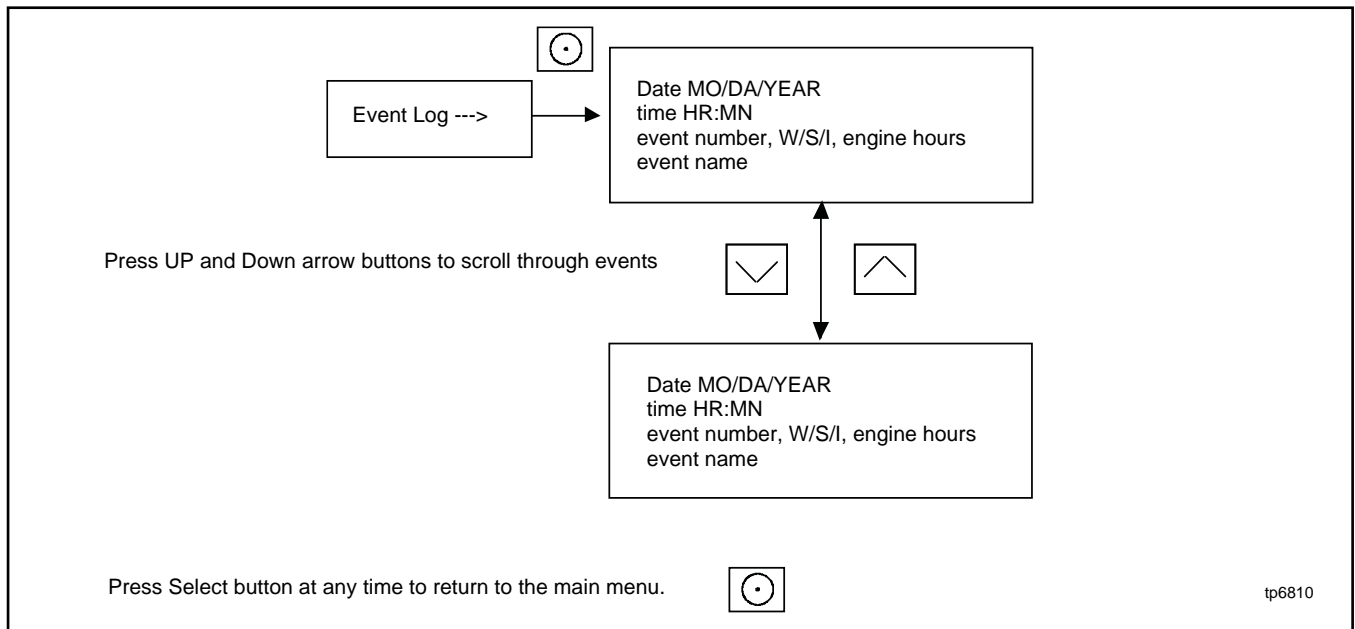 Event Log --->
Date MO/DA/YEAR
time HR:MN
event number, W/S/I, engine hours
event name
Press UP and Down arrow buttons to scroll through events
Date MO/DA/YEAR
time HR:MN
event number, W/S/I, engine hours
event name
Press Select button at any time to return to the main menu.
tp6810